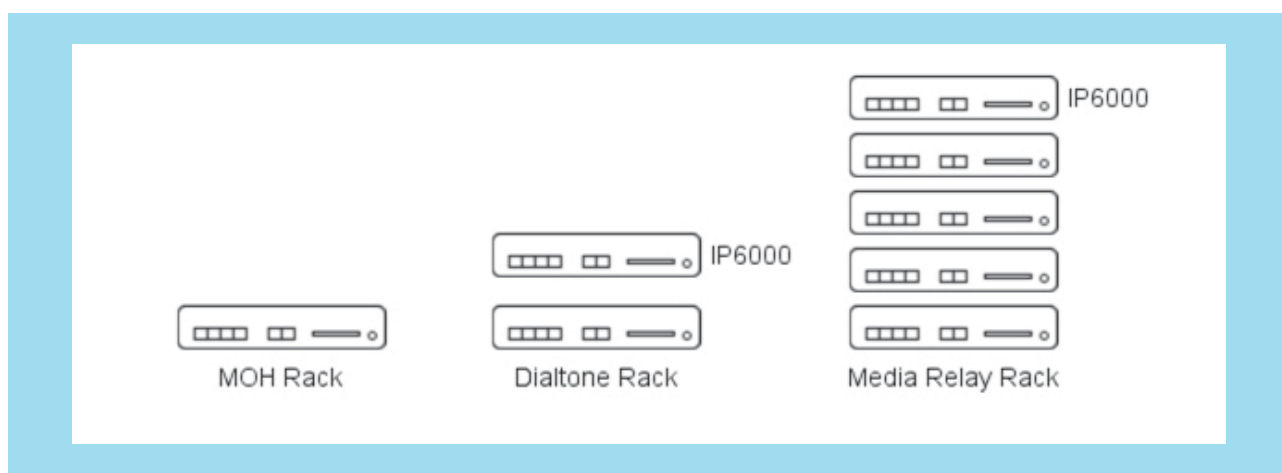 IP6000
IP6000
MOH Rack
Dialtone Rack
Media Relay Rack